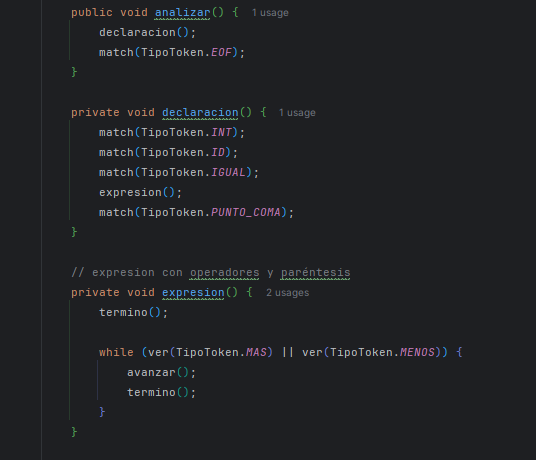 public void analizar() { 1 usage
declaracion();
match(TipoToken.EOF);
}
private void declaracion() { 1 usage
match(TipoToken.INT);
match(TipoToken.ID);
match(TipoToken.IGUAL);
expresion();
match(TipoToken.PUNTO_COMA);
}
// expresion con operadores y paréntesis
private void expresion() { 2 usages
termino();
while (ver(TipoToken.MAS) || ver(TipoToken.MENOS)) {
avanzar();
termino();
}
}